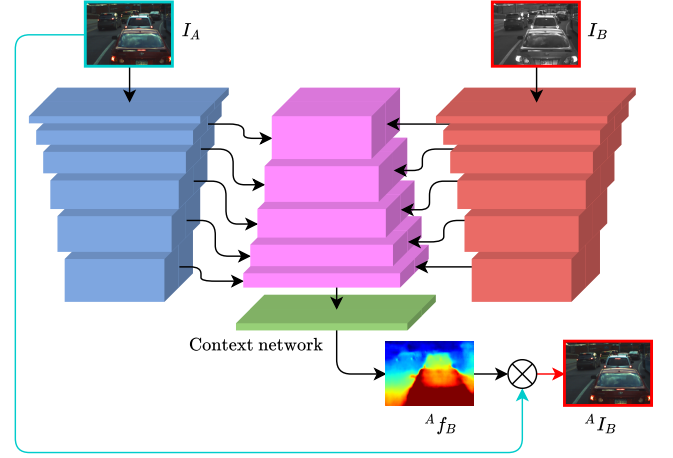 I_A
I_B
Context network
^A f_B
^A I_B